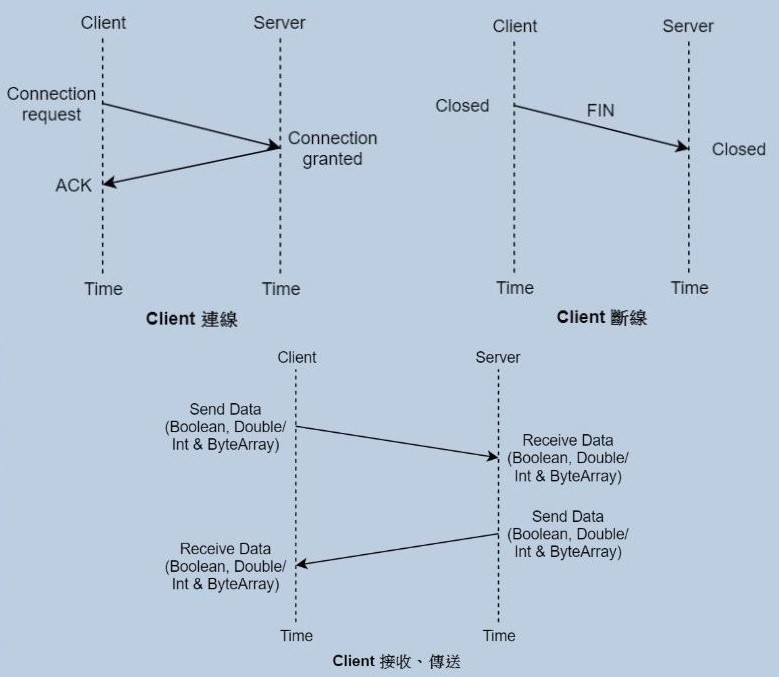 Client
Server
Connection
request
Connection
granted
ACK
Time
Time
Client 連線
Client
Server
Closed
FIN
Closed
Time
Time
Client 斷線
Client
Server
Send Data
(Boolean, Double/
Int & ByteArray)
Receive Data
(Boolean, Double/
Int & ByteArray)
Send Data
(Boolean, Double/
Int & ByteArray)
Receive Data
(Boolean, Double/
Int & ByteArray)
Time
Time
Client 接收、傳送